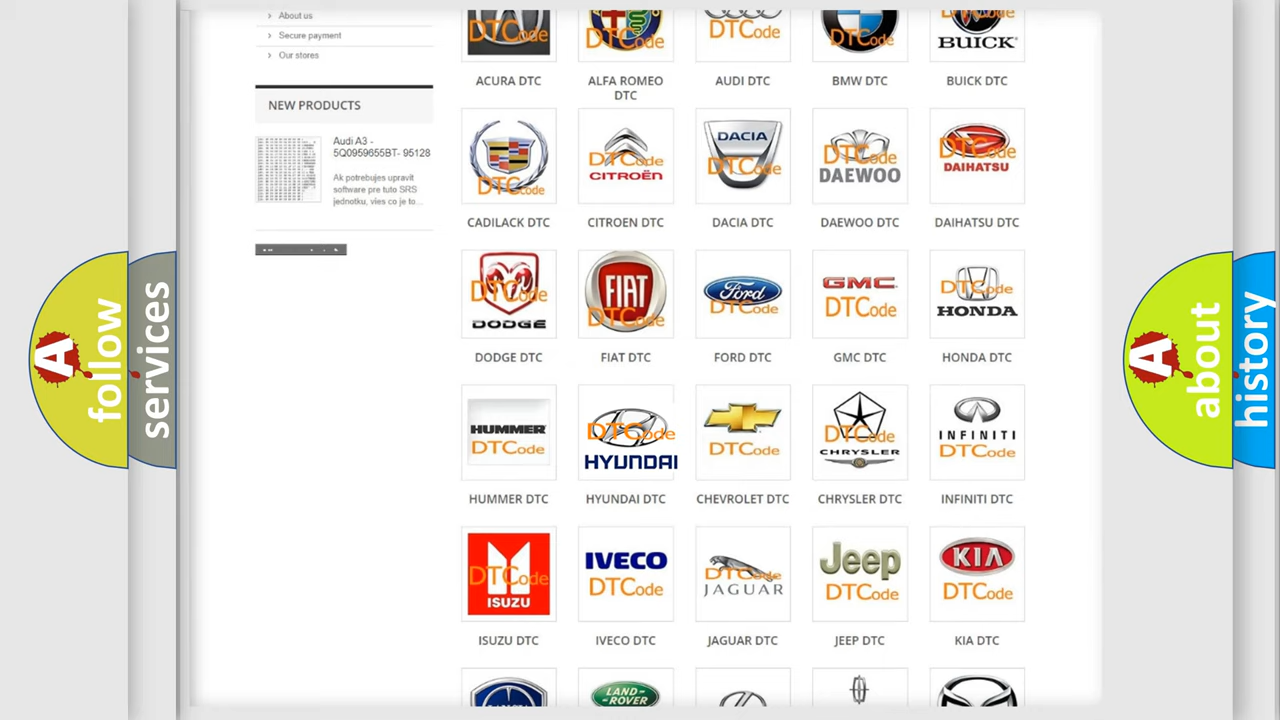 About us
Secure payment
Our stores
NEW PRODUCTS
Audi A3 -
5Q0959655BT- 95128
Ak potrebujes upravit
software pre tuto SRS
jednotku, vies co je to...
DTCode
DTCode
DTCode
DTCode
BUICK
ACURA DTC
ALFA ROMEO
DTC
AUDI DTC
BMW DTC
BUICK DTC
DTCode
DTCode
CITROËN
DACIA
DTCode
DTCode
DAEWOO
DTCode
DAIHATSU
CADILACK DTC
CITROEN DTC
DACIA DTC
DAEWOO DTC
DAIHATSU DTC
DTCode
DODGE
FIAT
DTCode
Ford
DTCode
GMC
DTCode
DTCode
HONDA
DODGE DTC
FIAT DTC
FORD DTC
GMC DTC
HONDA DTC
HUMMER
DTCode
DTCode
HYUNDAI
DTCode
DTCode
CHRYSLER
INFINITI
DTCode
HUMMER DTC
HYUNDAI DTC
CHEVROLET DTC
CHRYSLER DTC
INFINITI DTC
DTCode
ISUZU
IVECO
DTCode
DTCode
JAGUAR
Jeep
DTCode
KIA
DTCode
ISUZU DTC
IVECO DTC
JAGUAR DTC
JEEP DTC
KIA DTC
LAND-
ROVER
A
follow
services
A
about
history